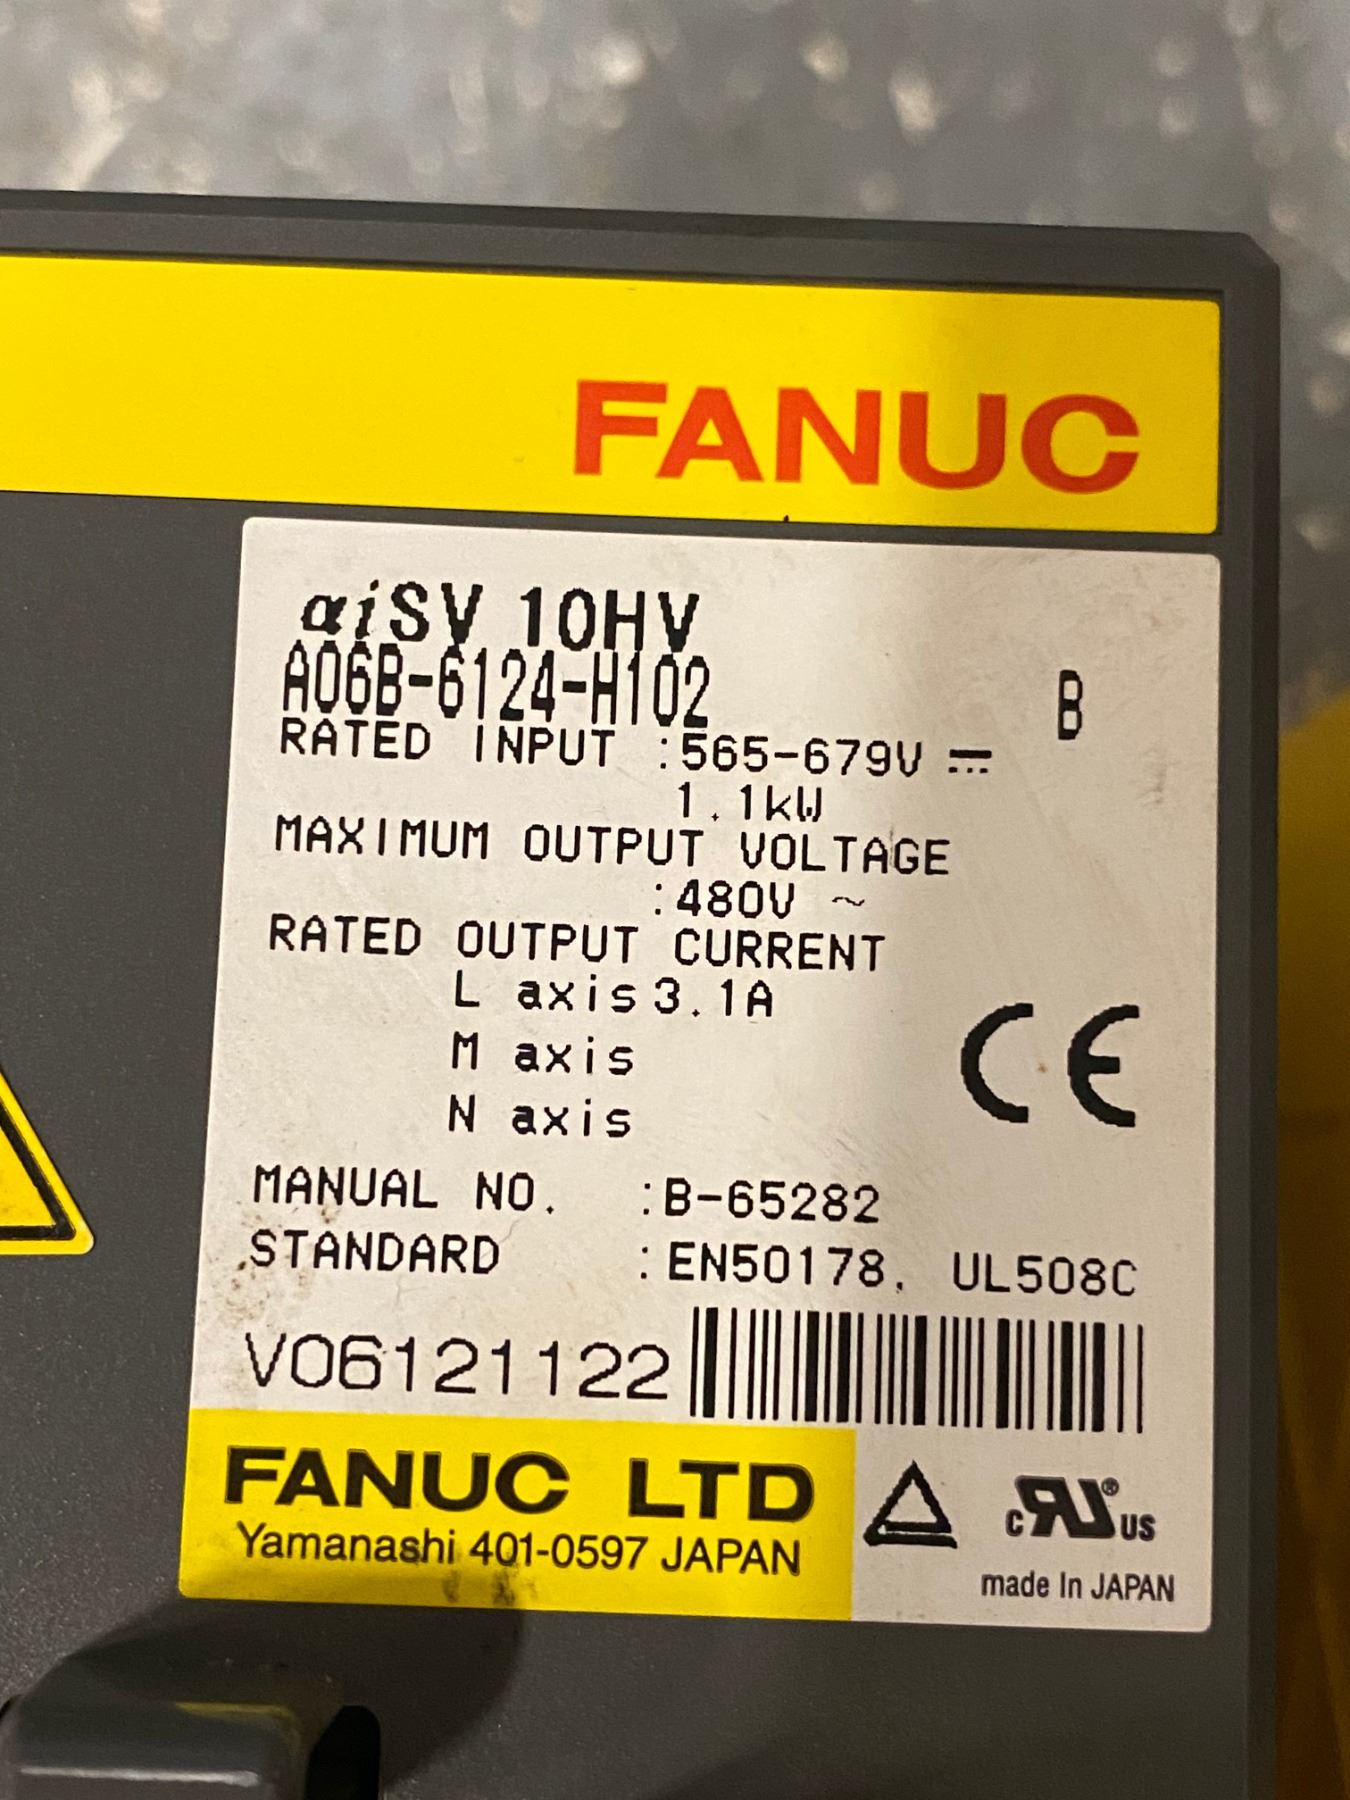 FANUC
αiSV 10HV
A06B-6124-H102 B
RATED INPUT :565-679V ⎓
1.1kW
MAXIMUM OUTPUT VOLTAGE
:480V ~
RATED OUTPUT CURRENT
L axis 3.1A
M axis
N axis
CE
MANUAL NO. :B-65282
STANDARD :EN50178, UL508C
V06121122
FANUC LTD
Yamanashi 401-0597 JAPAN
c RU ® US
made In JAPAN